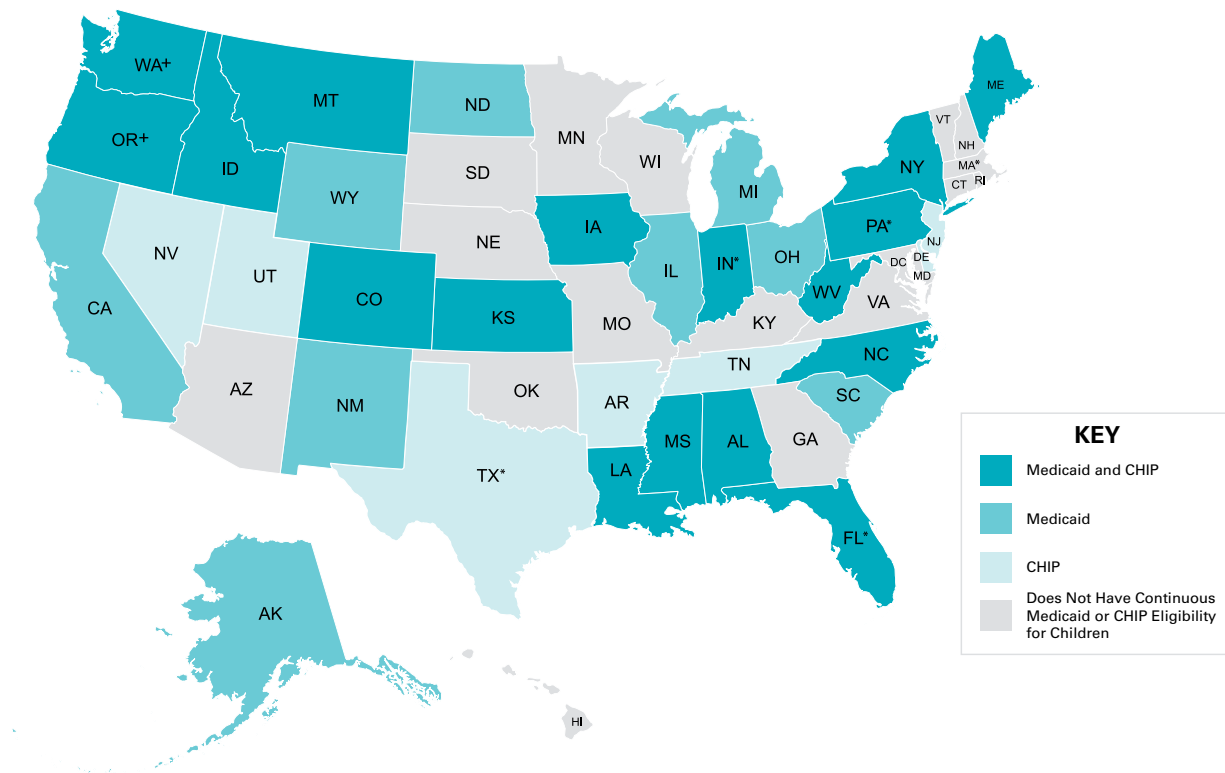 WA+
MT
ND
MN
ME
OR+
ID
SD
WI
MI
NY
VT
NH
MA*
CT
RI
WY
NE
IA
PA*
NJ
NV
UT
CO
KS
IL
IN*
OH
DC
DE
MD
CA
MO
KY
WV
VA
AZ
NM
OK
AR
TN
NC
SC
TX*
LA
MS
AL
GA
FL*
AK
HI
KEY
Medicaid and CHIP
Medicaid
CHIP
Does Not Have Continuous
Medicaid or CHIP Eligibility
for Children